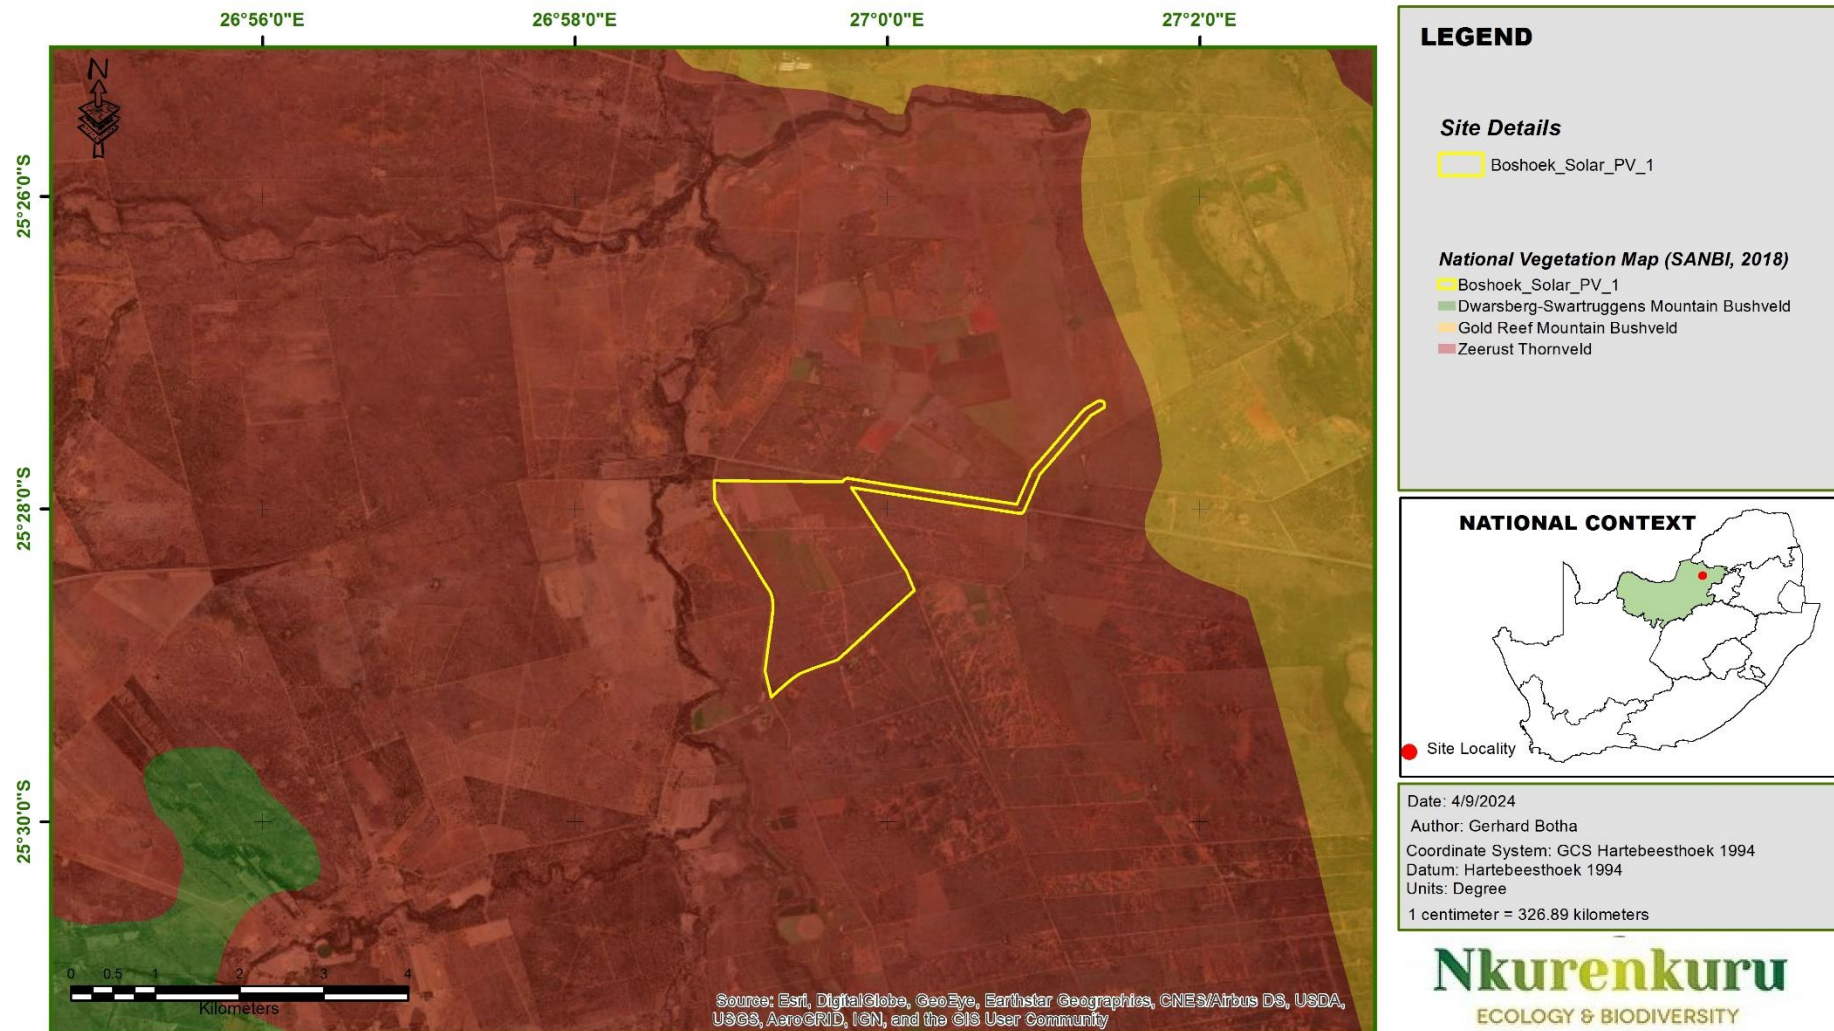 26°56'0"E 26°58'0"E 27°0'0"E 27°2'0"E
25°26'0"S
25°28'0"S
25°30'0"S
N
0 0.5 1 2 3 4
Kilometers
Source: Esri, DigitalGlobe, GeoEye, Earthstar Geographics, CNES/Airbus DS, USDA,
USGS, AeroGRID, IGN, and the GIS User Community
LEGEND
Site Details
Boshoek_Solar_PV_1
National Vegetation Map (SANBI, 2018)
Boshoek_Solar_PV_1
Dwarsberg-Swartruggens Mountain Bushveld
Gold Reef Mountain Bushveld
Zeerust Thornveld
NATIONAL CONTEXT
Site Locality
Date: 4/9/2024
Author: Gerhard Botha
Coordinate System: GCS Hartebeesthoek 1994
Datum: Hartebeesthoek 1994
Units: Degree
1 centimeter = 326.89 kilometers
Nkurenkuru
ECOLOGY & BIODIVERSITY